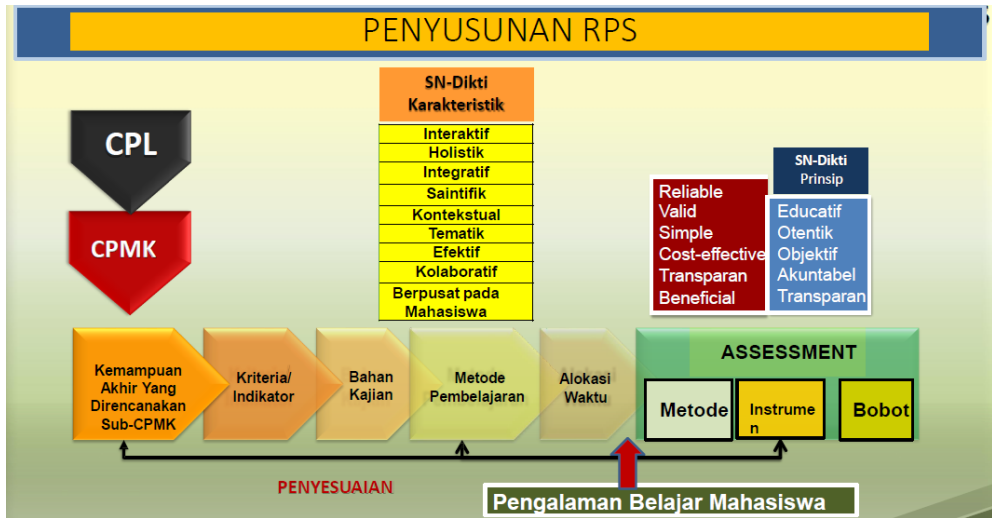 PENYUSUNAN RPS
CPL
CPMK
SN-Dikti
Karakteristik
Interaktif
Holistik
Integratif
Saintifik
Kontekstual
Tematik
Efektif
Kolaboratif
Berpusat pada
Mahasiswa
Reliable
Valid
Simple
Cost-effective
Transparan
Beneficial
SN-Dikti
Prinsip
Educatif
Otentik
Objektif
Akuntabel
Transparan
Kemampuan
Akhir Yang
Direncanakan
Sub-CPMK
Kriteria/
Indikator
Bahan
Kajian
Metode
Pembelajaran
Alokasi
Waktu
ASSESSMENT
Metode
Instrume
n
Bobot
PENYESUAIAN
Pengalaman Belajar Mahasiswa